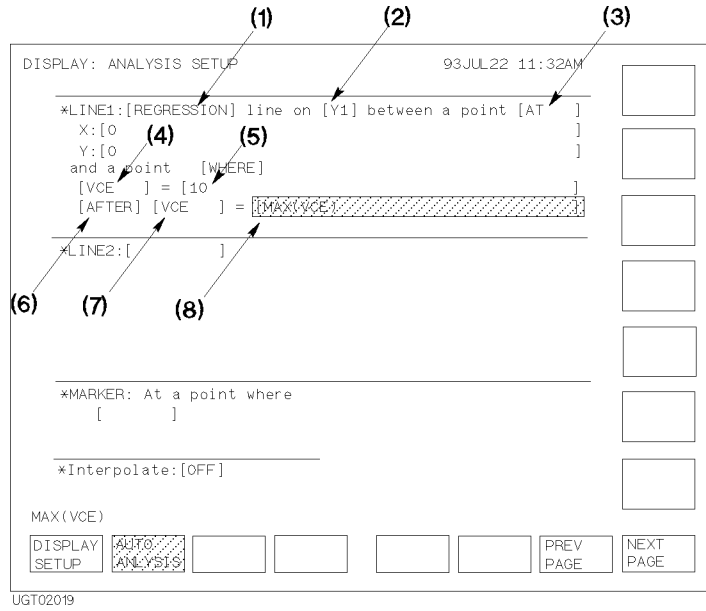 (1) (2) (3)
DISPLAY: ANALYSIS SETUP 93JUL22 11:32AM
*LINE1:[REGRESSION] line on [Y1] between a point [AT ]
X:[0 ]
(4) (5)
Y:[0 ]
and a point [WHERE]
[VCE ] = [10 ]
[AFTER] [VCE ] = [MAX(VCE) ]
*LINE2:[ ]
(6) (7) (8)
*MARKER: At a point where
[ ]
*Interpolate:[OFF]
MAX(VCE)
DISPLAY SETUP
AUTO ANLYSIS
PREV PAGE
NEXT PAGE
UGT02019